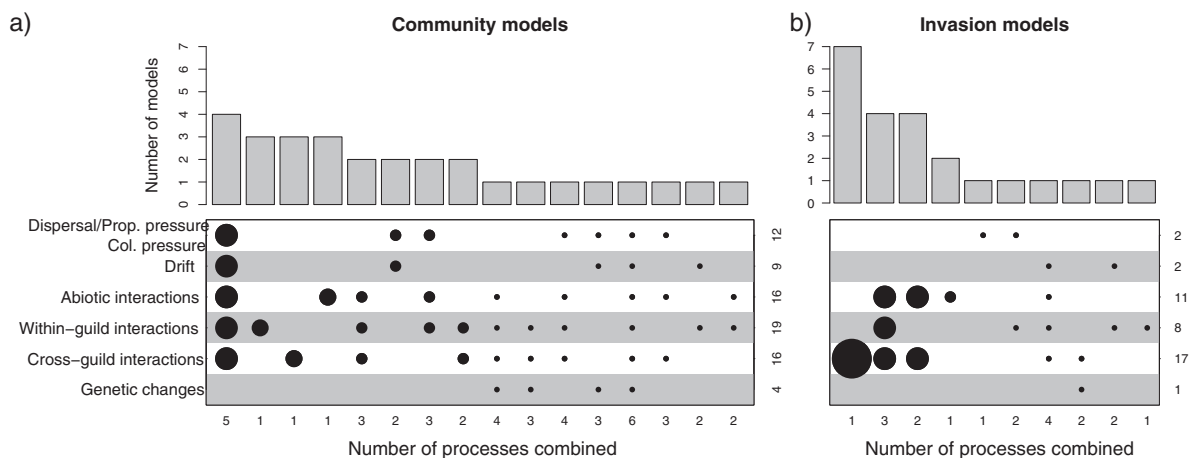 a)
Community models
Number of models
7
6
5
4
3
2
1
0
Dispersal/Prop. pressure
Col. pressure
Drift
Abiotic interactions
Within−guild interactions
Cross−guild interactions
Genetic changes
12
9
16
19
16
4
5 1 1 1 3 2 3 2 4 3 4 3 6 3 2 2
Number of processes combined
b)
Invasion models
7
6
5
4
3
2
1
0
2
2
11
8
17
1
1 3 2 1 1 2 4 2 2 1
Number of processes combined